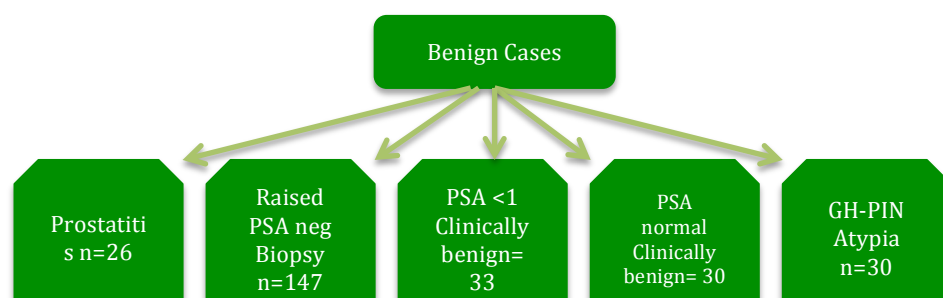 Benign Cases
Prostatiti
s n=26
Raised
PSA neg
Biopsy
n=147
PSA <1
Clinically
benign=
33
PSA
normal
Clinically
benign= 30
GH-PIN
Atypia
n=30